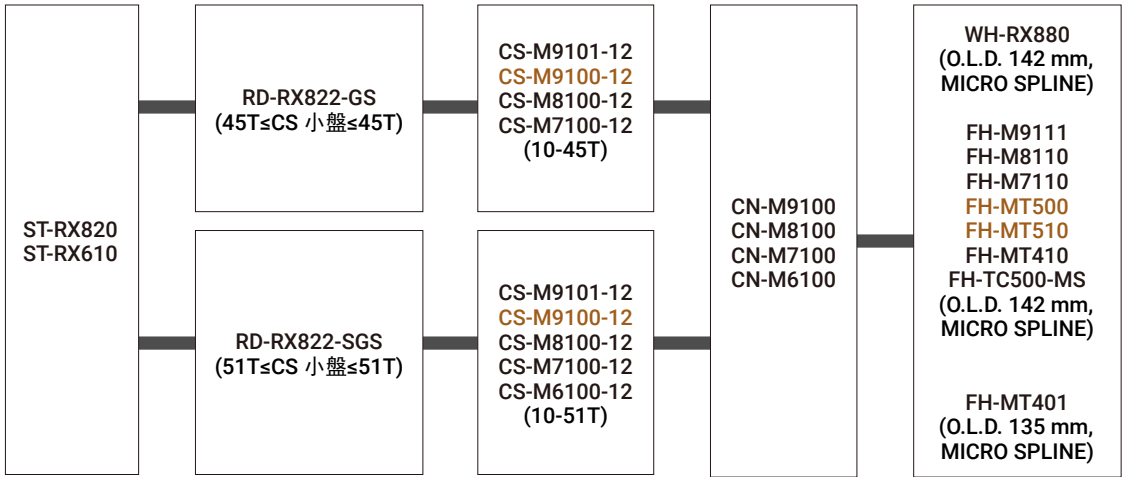 ST-RX820
ST-RX610
RD-RX822-GS
(45T≤CS 小盤≤45T)
CS-M9101-12
CS-M9100-12
CS-M8100-12
CS-M7100-12
(10-45T)
RD-RX822-SGS
(51T≤CS 小盤≤51T)
CS-M9101-12
CS-M9100-12
CS-M8100-12
CS-M7100-12
CS-M6100-12
(10-51T)
CN-M9100
CN-M8100
CN-M7100
CN-M6100
WH-RX880
(O.L.D. 142 mm,
MICRO SPLINE)
FH-M9111
FH-M8110
FH-M7110
FH-MT500
FH-MT510
FH-MT410
FH-TC500-MS
(O.L.D. 142 mm,
MICRO SPLINE)
FH-MT401
(O.L.D. 135 mm,
MICRO SPLINE)